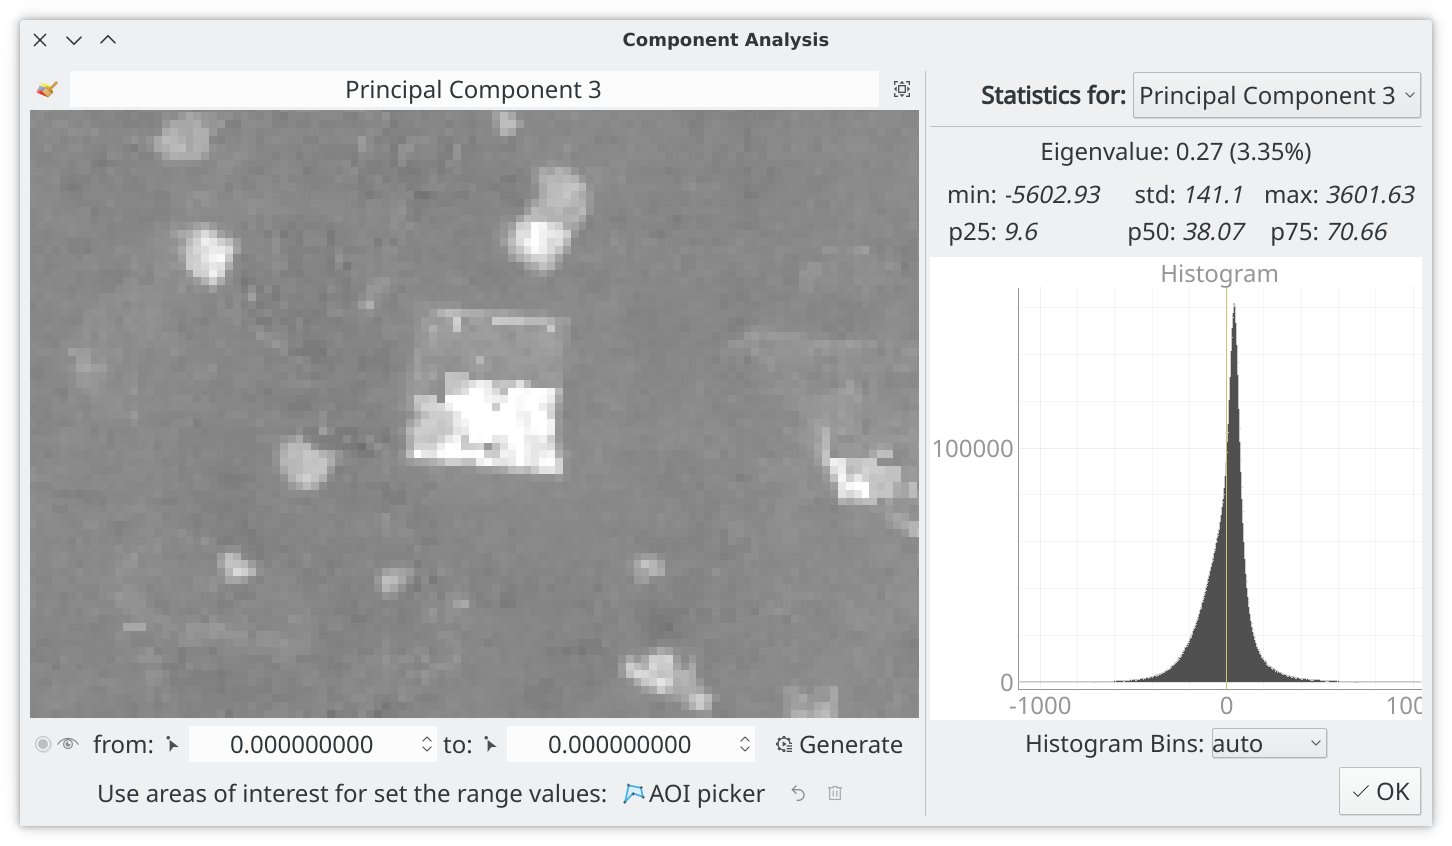 Component Analysis
Principal Component 3
Statistics for: Principal Component 3
Eigenvalue: 0.27 (3.35%)
min: -5602.93 std: 141.1 max: 3601.63
p25: 9.6 p50: 38.07 p75: 70.66
Histogram
100000
0
-1000 0 100
Histogram Bins: auto
from: 0.000000000 to: 0.000000000 Generate
Use areas of interest for set the range values: AOI picker
OK